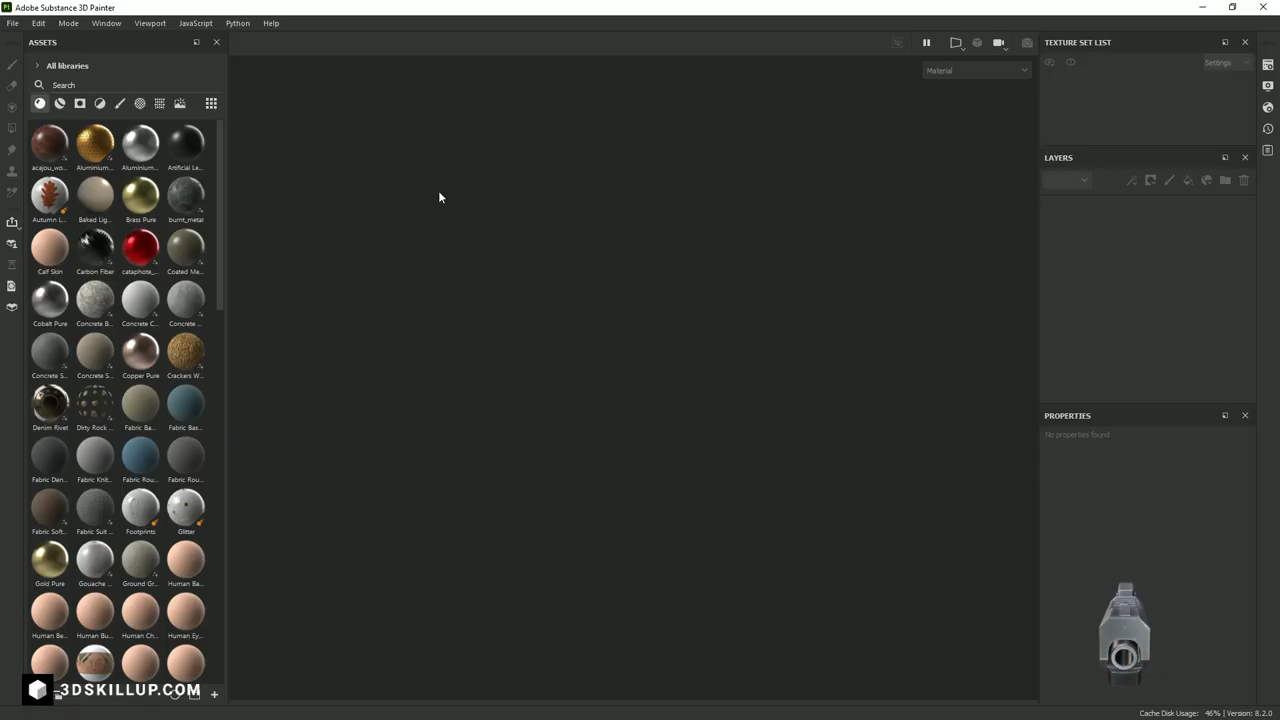 Adobe Substance 3D Painter
File Edit Mode Window Viewport JavaScript Python Help
ASSETS
All libraries
Search
acajou_wo... Aluminium... Aluminium... Artificial Le...
Autumn L... Baked Lig... Brass Pure burnt_metal
Calf Skin Carbon Fiber cataphote_... Coated Me...
Cobalt Pure Concrete B... Concrete C... Concrete ...
Concrete S... Concrete S... Copper Pure Crackers W...
Denim Rivet Dirty Rock ... Fabric Ba... Fabric Bas...
Fabric Den... Fabric Knit... Fabric Rou... Fabric Rou...
Fabric Soft... Fabric Suit ... Footprints Glitter
Gold Pure Gouache ... Ground Gr... Human Ba...
Human Be... Human Bu... Human Ch... Human Ey...
3DSKILLUP.COM
Material
TEXTURE SET LIST
Settings
LAYERS
PROPERTIES
No properties found
Cache Disk Usage: 46% | Version: 8.2.0